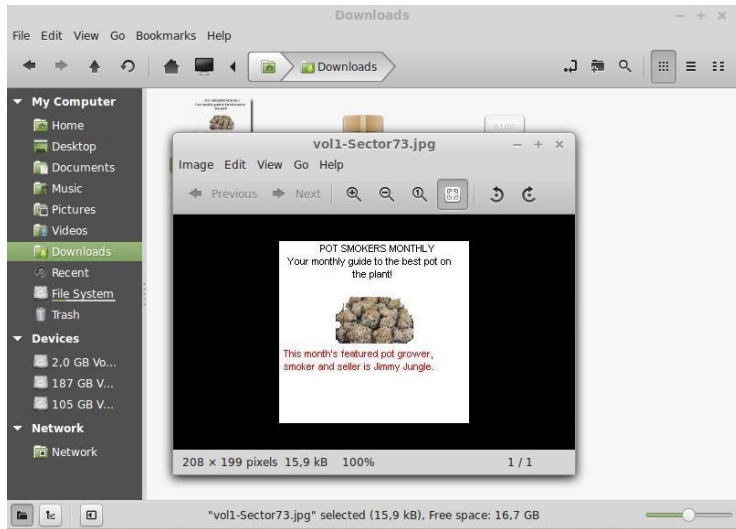 Downloads
File Edit View Go Bookmarks Help
Downloads
My Computer
Home
Desktop
Documents
Music
Pictures
Videos
Downloads
Recent
File System
Trash
Devices
2,0 GB Vo...
187 GB V...
105 GB V...
Network
Network
POT SMOKERS MONTHLY
0100
vol1-Sector73.jpg
Image Edit View Go Help
Previous Next
POT SMOKERS MONTHLY
Your monthly guide to the best pot on
the plant!
This month's featured pot grower,
smoker and seller is Jimmy Jungle.
208 × 199 pixels 15,9 kB 100% 1 / 1
"vol1-Sector73.jpg" selected (15,9 kB), Free space: 16,7 GB